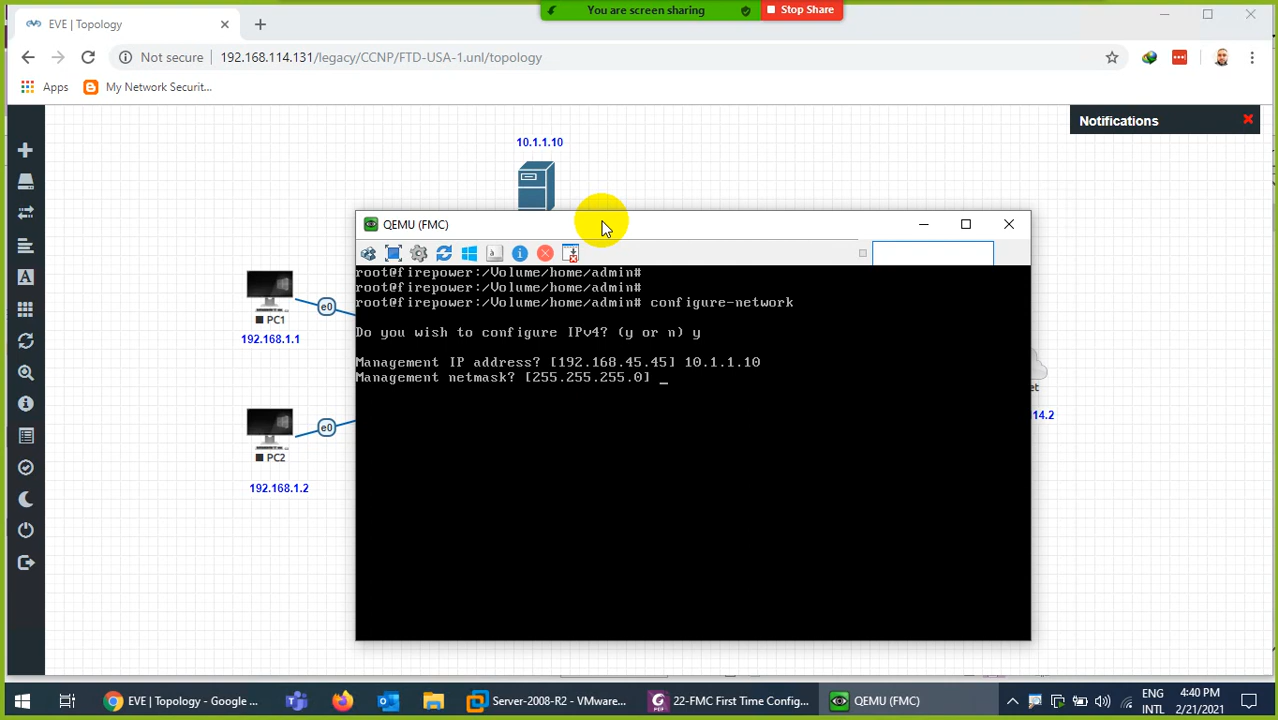 You are screen sharing
Stop Share
EVE | Topology
Not secure
192.168.114.131/legacy/CCNP/FTD-USA-1.unl/topology
Apps
My Network Securit...
Notifications
10.1.1.10
QEMU (FMC)
root@firepower:/Volume/home/admin#
root@firepower:/Volume/home/admin#
root@firepower:/Volume/home/admin# configure-network
Do you wish to configure IPv4? (y or n) y
Management IP address? [192.168.45.45] 10.1.1.10
Management netmask? [255.255.255.0] _
e0
PC1
192.168.1.1
et
14.2
e0
PC2
192.168.1.2
EVE | Topology - Google ...
Server-2008-R2 - VMware...
22-FMC First Time Config...
QEMU (FMC)
ENG
INTL
4:40 PM
2/21/2021